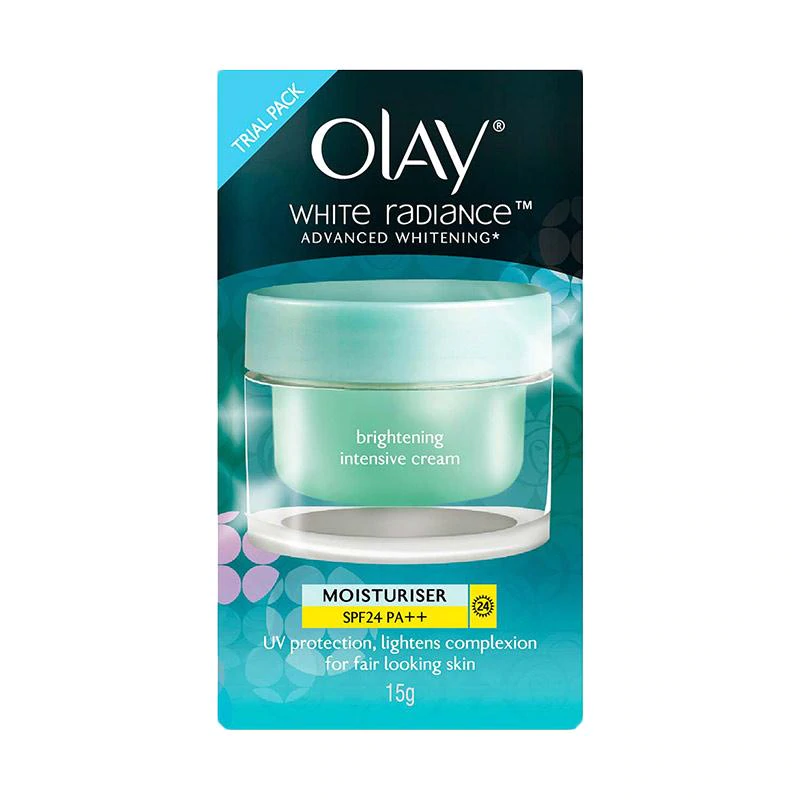 TRIAL PACK
OLAY®
WHITE RADIANCE™
ADVANCED WHITENING*
brightening
intensive cream
MOISTURISER
SPF24 PA++
24
UV protection, lightens complexion
for fair looking skin
15g